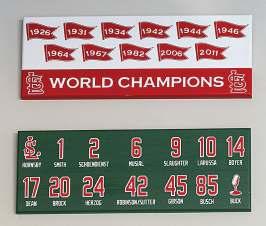 1926 1931 1934 1942 1944 1946
1964 1967 1982 2006 2011
WORLD CHAMPIONS
1 2 6 9 10 14
HORNSBY SMITH SCHOENDIENST MUSIAL SLAUGHTER LARUSSA BOYER
17 20 24 42 45 85
DEAN BROCK HERZOG ROBINSON/SUTTER GIBSON BUSCH BUCK